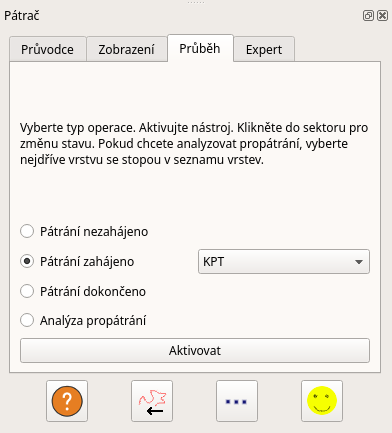 Pátrač
Průvodce Zobrazení Průběh Expert
Vyberte typ operace. Aktivujte nástroj. Klikněte do sektoru pro
změnu stavu. Pokud chcete analyzovat propátrání, vyberte
nejdříve vrstvu se stopou v seznamu vrstev.
Pátrání nezahájeno
Pátrání zahájeno KPT
Pátrání dokončeno
Analýza propátrání
Aktivovat
?